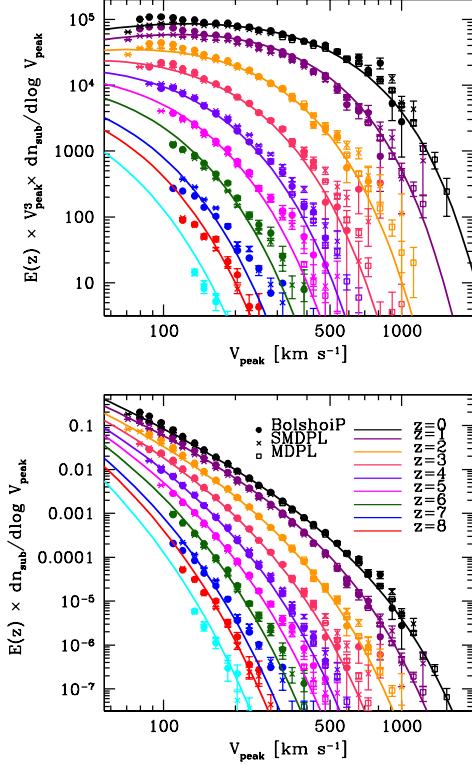 E(z) × V³peak × dnsub/dlog Vpeak
10⁵
10⁴
1000
100
10
100 500 1000
Vpeak [km s⁻¹]
E(z) × dnsub/dlog Vpeak
0.1
0.01
0.001
0.0001
10⁻⁵
10⁻⁶
10⁻⁷
BolshoiP
SMDPL
MDPL
z=0
z=1
z=2
z=3
z=4
z=5
z=6
z=7
z=8
100 500 1000
Vpeak [km s⁻¹]